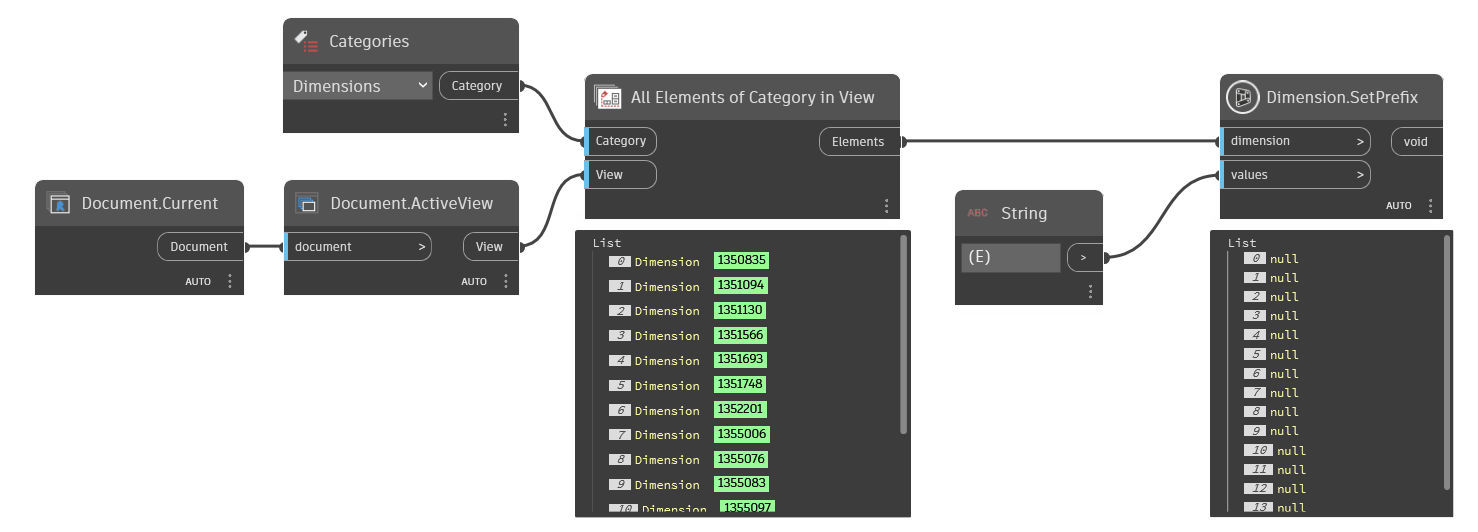 Categories
Dimensions
Category
All Elements of Category in View
Category
Elements
View
Dimension.SetPrefix
dimension >
void
values >
AUTO
Document.Current
Document
AUTO
Document.ActiveView
document >
View
AUTO
ABC String
(E)
>
List
0 Dimension 1350835
1 Dimension 1351094
2 Dimension 1351130
3 Dimension 1351566
4 Dimension 1351693
5 Dimension 1351748
6 Dimension 1352201
7 Dimension 1355006
8 Dimension 1355076
9 Dimension 1355083
10 Dimension 1355097
List
0 null
1 null
2 null
3 null
4 null
5 null
6 null
7 null
8 null
9 null
10 null
11 null
12 null
13 null